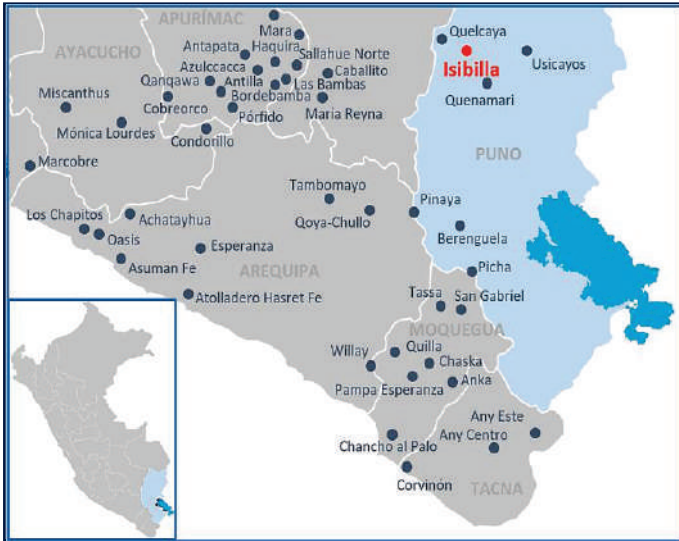 APURÍMAC
Mara
Quelcaya
Antapata
Haquira
Isibilla
Usicayos
AYACUCHO
Azulccacca
Sallahue Norte
Qanqawa
Antilla
Caballito
Las Bambas
Quenamari
Miscanthus
Cobreorco
Bordebamba
Pórfido
Maria Reyna
Mónica Lourdes
Condorillo
PUNO
Marcobre
Tambomayo
Pinaya
Los Chapitos
Achatayhua
Qoya-Chullo
Oasis
Esperanza
Berenguela
Asuman Fe
AREQUIPA
Picha
Atolladero Hasret Fe
Tassa
San Gabriel
MOQUEGUA
Willay
Quilla
Chaska
Pampa Esperanza
Anka
Any Este
Any Centro
Chancho al Palo
Corvinón
TACNA